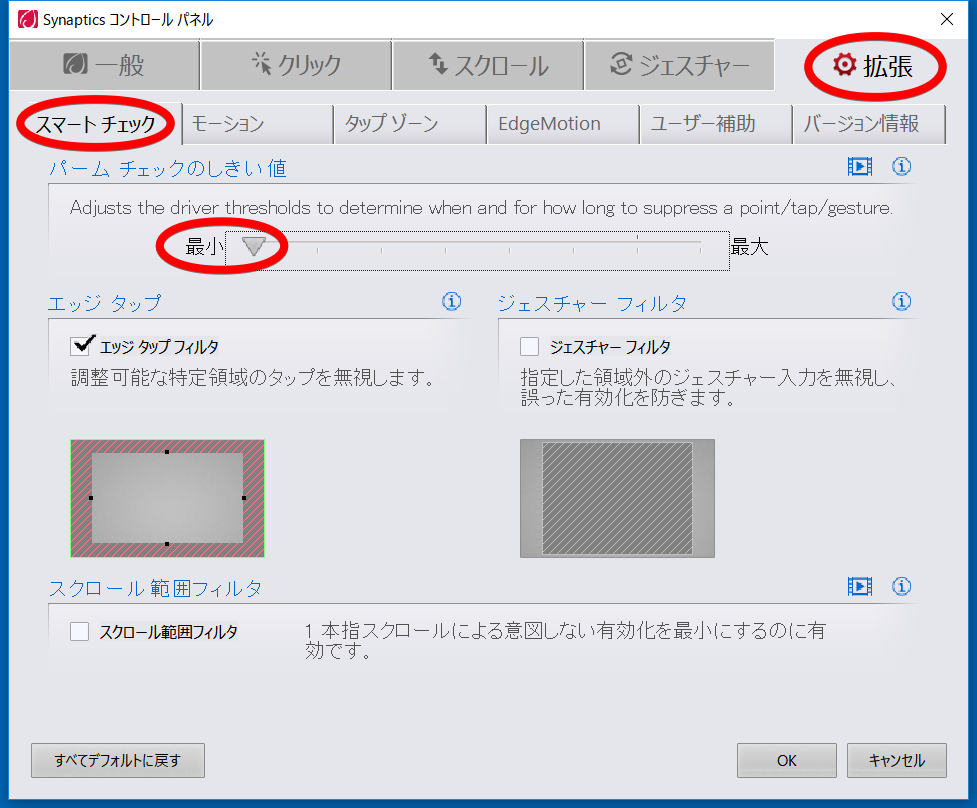 Synaptics コントロール パネル
一般
クリック
スクロール
ジェスチャー
拡張
スマート チェック
モーション
タップ ゾーン
EdgeMotion
ユーザー補助
バージョン情報
パーム チェックのしきい値
Adjusts the driver thresholds to determine when and for how long to suppress a point/tap/gesture.
最小
最大
エッジ タップ
エッジ タップ フィルタ
調整可能な特定領域のタップを無視します。
ジェスチャー フィルタ
ジェスチャー フィルタ
指定した領域外のジェスチャー入力を無視し、
誤った有効化を防ぎます。
スクロール 範囲フィルタ
スクロール範囲フィルタ
1 本指スクロールによる意図しない有効化を最小にするのに有
効です。
すべてデフォルトに戻す
OK
キャンセル